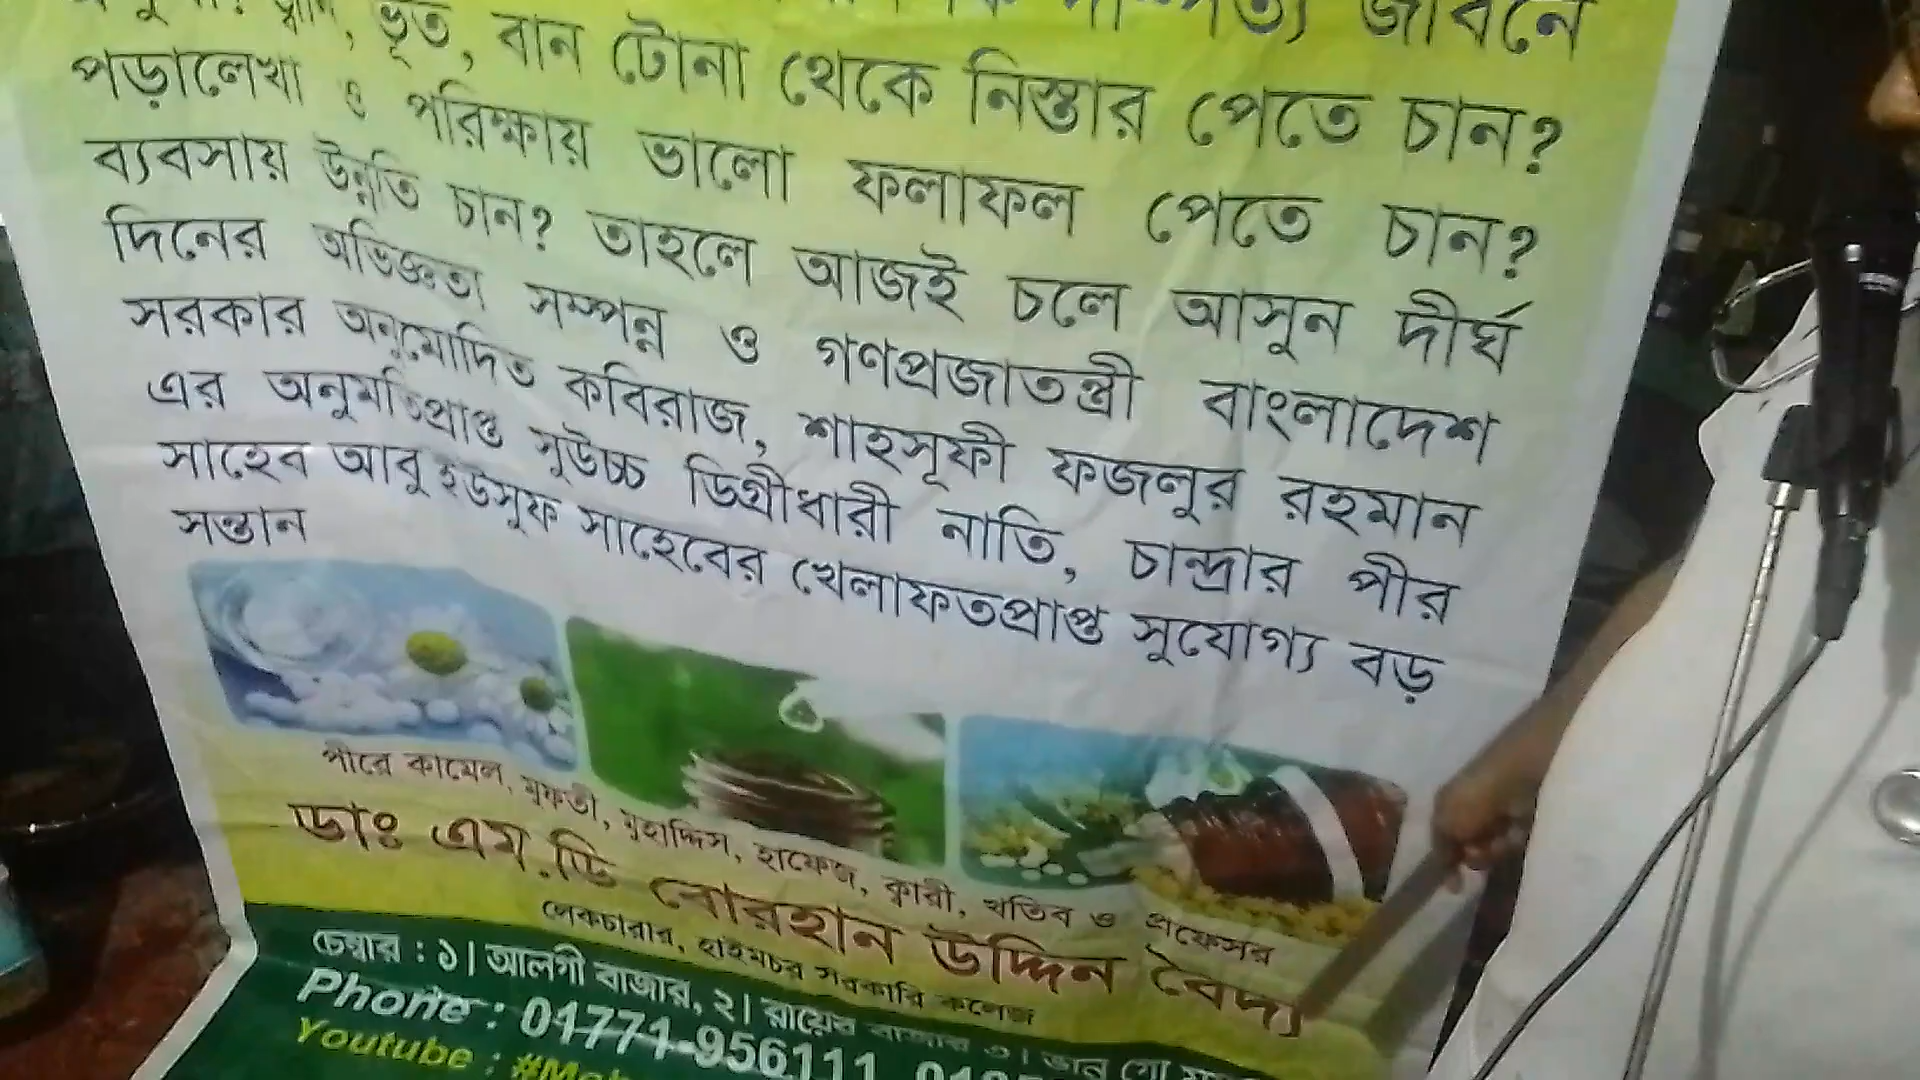 জীবনে
ভূত, বান টোনা থেকে নিস্তার পেতে চান?
পড়ালেখা ও পরিক্ষায় ভালো ফলাফল পেতে চান?
ব্যবসায় উন্নতি চান? তাহলে আজই চলে আসুন দীর্ঘ
দিনের অভিজ্ঞতা সম্পন্ন ও গণপ্রজাতন্ত্রী বাংলাদেশ
সরকার অনুমোদিত কবিরাজ, শাহসূফী ফজলুর রহমান
এর অনুমতিপ্রাপ্ত সুউচ্চ ডিগ্রীধারী নাতি, চান্দ্রার পীর
সাহেব আবু ইউসুফ সাহেবের খেলাফতপ্রাপ্ত সুযোগ্য বড়
সন্তান
পীরে কামেল, মুফতী, মুহাদ্দিস, হাফেজ, ক্বারী, খতিব ও প্রফেসর
ডাঃ এম.ডি বোরহান উদ্দিন বৈদ্য
লেকচারার, হাইমচর সরকারি কলেজ
চেম্বার : ১। আলগী বাজার, ২। রায়ের বাজার ৩।
Phone : 01771-956111,
Youtube :